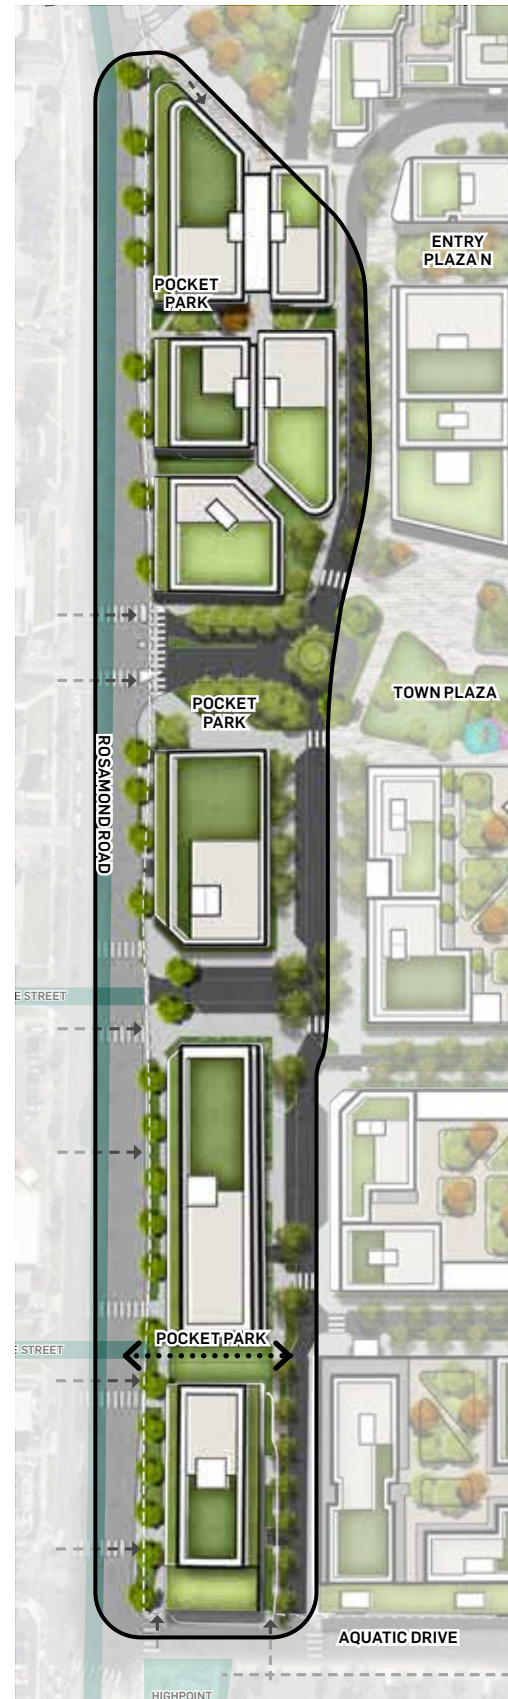 ENTRY
PLAZA N
POCKET
PARK
TOWN PLAZA
POCKET
PARK
ROSAMOND ROAD
E STREET
POCKET PARK
E STREET
AQUATIC DRIVE
HIGHPOINT